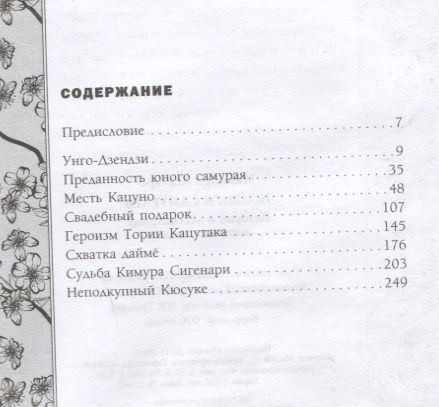 СОДЕРЖАНИЕ
Предисловие 7
Унго-Дзендзи 9
Преданность юного самурая 35
Месть Кацуно 48
Свадебный подарок 107
Героизм Тории Кацутака 145
Схватка даймё 176
Судьба Кимура Сигенари 203
Неподкупный Кюсуке 249